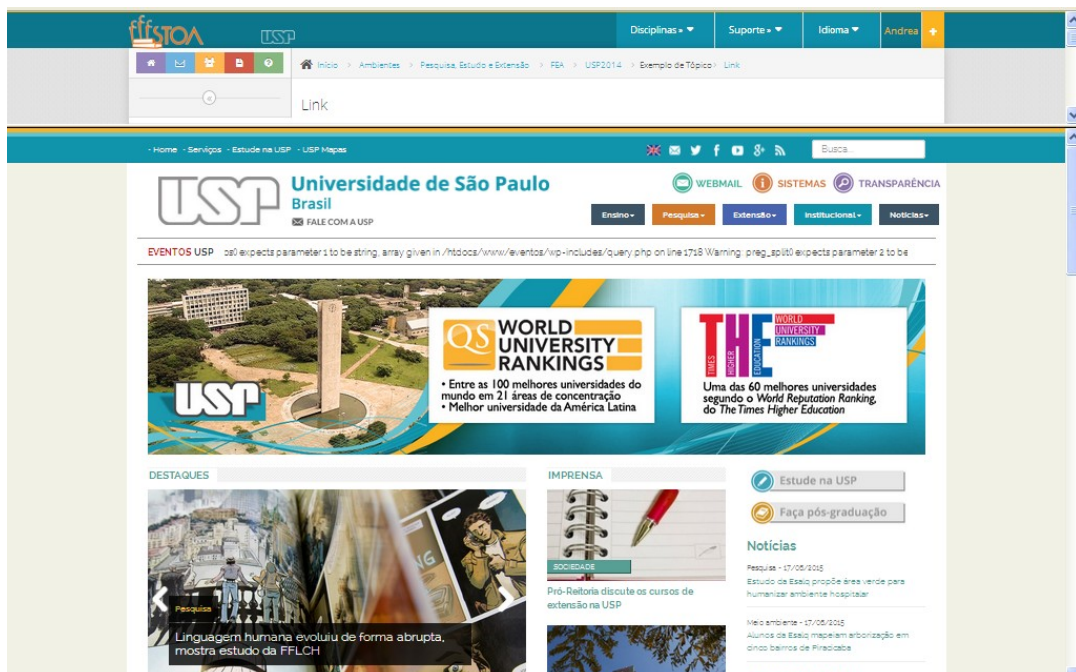 STOA
USP
Disciplinas »
Suporte »
Idioma
Andrea
Início > Ambientes > Pesquisa, Estudo e Extensão > FEA > USP2014 > Exemplo de Tópico > Link
Link
- Home - Serviços - Estude na USP - USP Mapas
Busca...
USP
Universidade de São Paulo
Brasil
FALE COM A USP
WEBMAIL
SISTEMAS
TRANSPARÊNCIA
Ensino
Pesquisa
Extensão
Institucional
Notícias
EVENTOS USP
expects parameter 1 to be string, array given in /htdocs/www/eventos/wp-includes/query.php on line 1718 Warning: preg_split() expects parameter 2 to be
USP
QS WORLD
UNIVERSITY
RANKINGS
• Entre as 100 melhores universidades do
mundo em 21 áreas de concentração
• Melhor universidade da América Latina
TIMES
HIGHER
EDUCATION
THE
WORLD
UNIVERSITY
RANKINGS
Uma das 60 melhores universidades
segundo o World Reputation Ranking,
do The Times Higher Education
DESTAQUES
Pesquisa
Linguagem humana evoluiu de forma abrupta,
mostra estudo da FFLCH
IMPRENSA
SOCIEDADE
Pró-Reitoria discute os cursos de
extensão na USP
Estude na USP
Faça pós-graduação
Notícias
Pesquisa - 17/06/2015
Estudo da Esalq propõe área verde para
humanizar ambiente hospitalar
Meio ambiente - 17/06/2015
Alunos da Esalq mapeiam arborização em
cinco bairros de Piracicaba